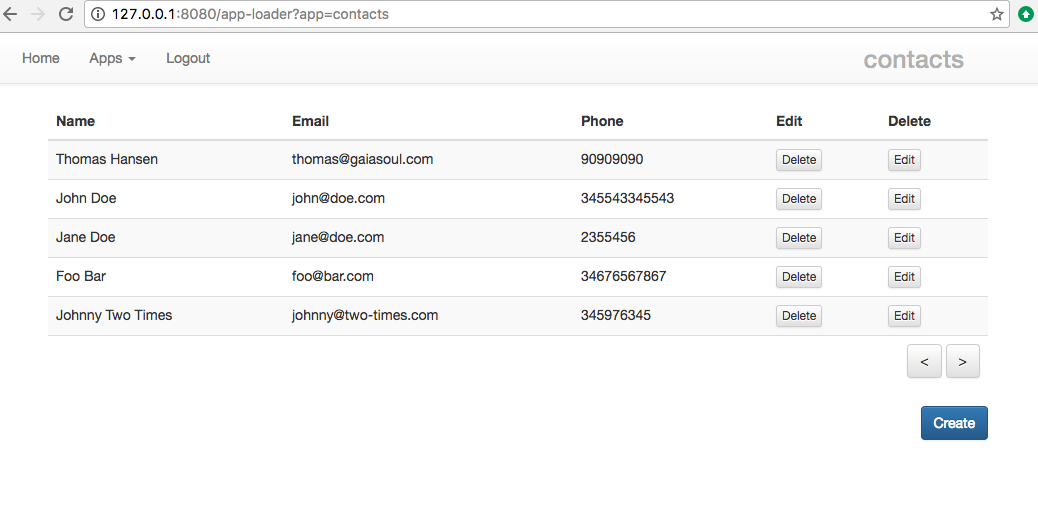 127.0.0.1:8080/app-loader?app=contacts
Home Apps Logout contacts
Name Email Phone Edit Delete
Thomas Hansen thomas@gaiasoul.com 90909090 Delete Edit
John Doe john@doe.com 345543345543 Delete Edit
Jane Doe jane@doe.com 2355456 Delete Edit
Foo Bar foo@bar.com 34676567867 Delete Edit
Johnny Two Times johnny@two-times.com 345976345 Delete Edit
< >
Create